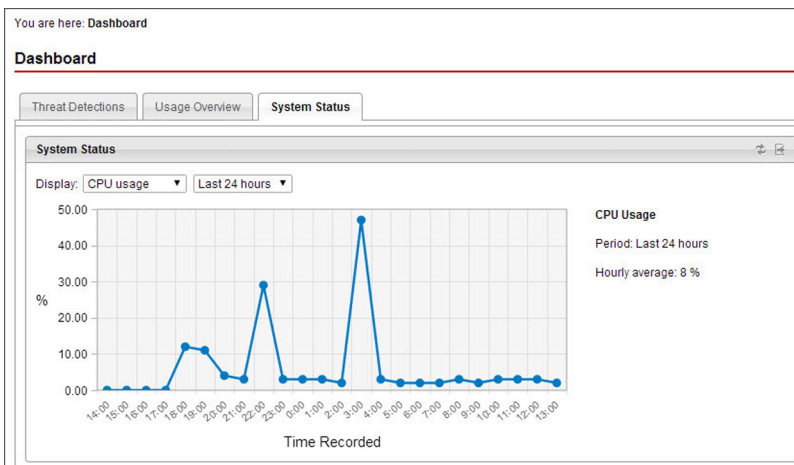 You are here: Dashboard
Dashboard
Threat Detections
Usage Overview
System Status
System Status
Display: CPU usage Last 24 hours
50.00
40.00
30.00
20.00
10.00
0.00
%
14:00 15:00 16:00 17:00 18:00 19:00 20:00 21:00 22:00 23:00 0:00 1:00 2:00 3:00 4:00 5:00 6:00 7:00 8:00 9:00 10:00 11:00 12:00 13:00
Time Recorded
CPU Usage
Period: Last 24 hours
Hourly average: 8 %